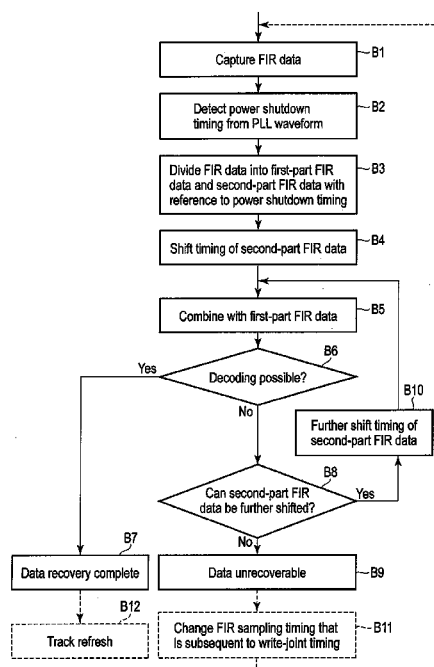 Capture FIR data
B1
Detect power shutdown
timing from PLL waveform
B2
Divide FIR data into first-part FIR
data and second-part FIR data with
reference to power shutdown timing
B3
Shift timing of second-part FIR data
B4
Combine with first-part FIR data
B5
Decoding possible?
B6
Yes
No
B10
Further shift timing of
second-part FIR data
B8
Can second-part FIR
data be further shifted?
Yes
No
B7
Data recovery complete
Data unrecoverable
B9
B12
Track refresh
Change FIR sampling timing that
is subsequent to write-joint timing
B11